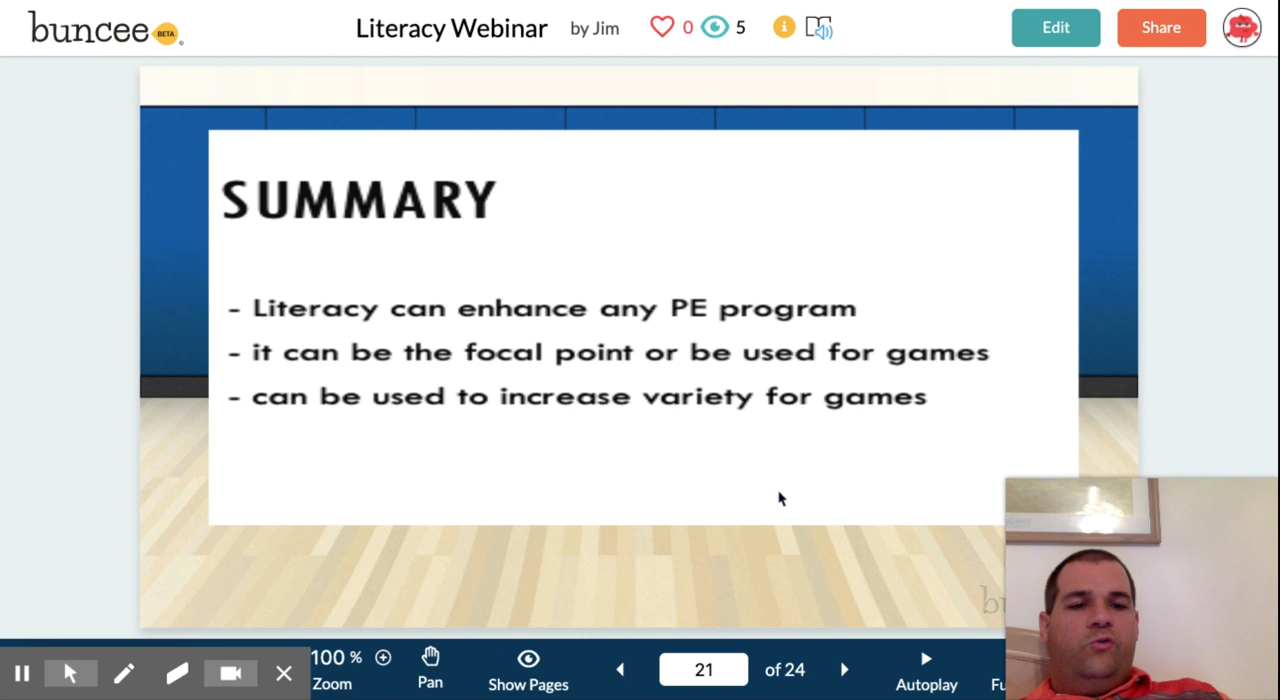 buncee BETA
Literacy Webinar by Jim 0 5 Edit Share
SUMMARY
- Literacy can enhance any PE program
- it can be the focal point or be used for games
- can be used to increase variety for games
100 %
Zoom
Pan
Show Pages
21 of 24
Autoplay